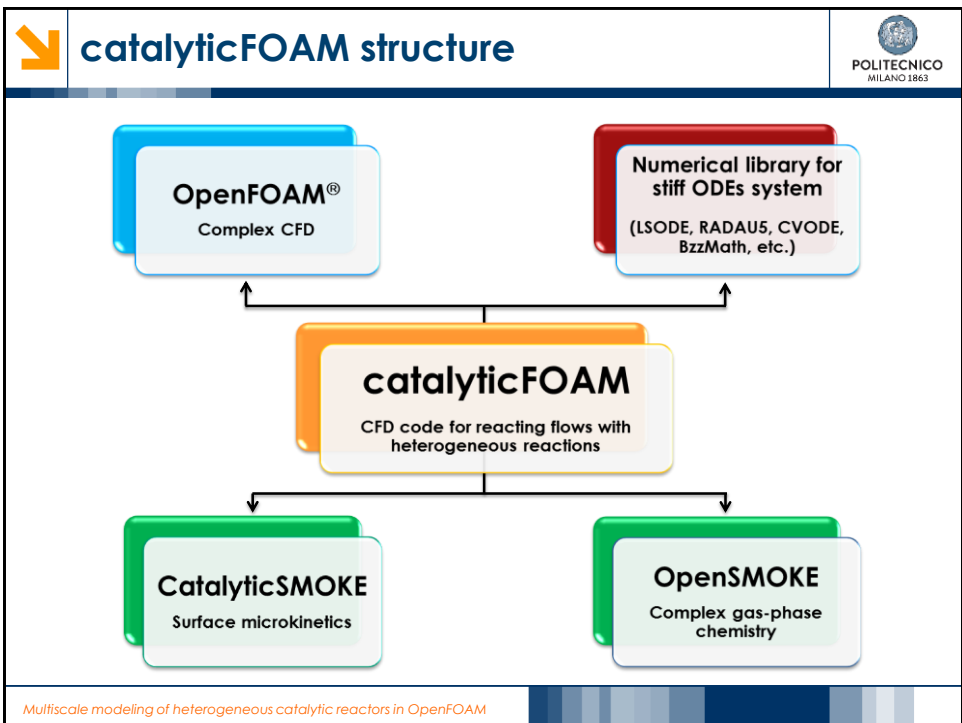 catalyticFOAM structure
POLITECNICO
MILANO 1863
OpenFOAM®
Complex CFD
Numerical library for
stiff ODEs system
(LSODE, RADAU5, CVODE,
BzzMath, etc.)
catalyticFOAM
CFD code for reacting flows with
heterogeneous reactions
CatalyticSMOKE
Surface microkinetics
OpenSMOKE
Complex gas-phase
chemistry
Multiscale modeling of heterogeneous catalytic reactors in OpenFOAM